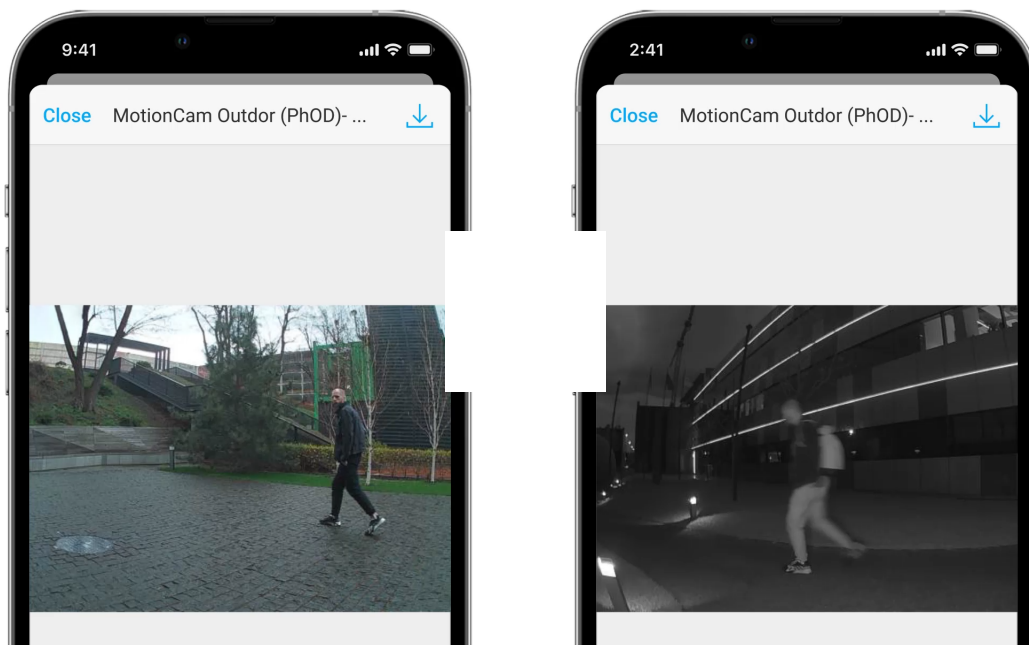 9:41
Close MotionCam Outdor (PhOD)- ...
2:41
Close MotionCam Outdor (PhOD)- ...